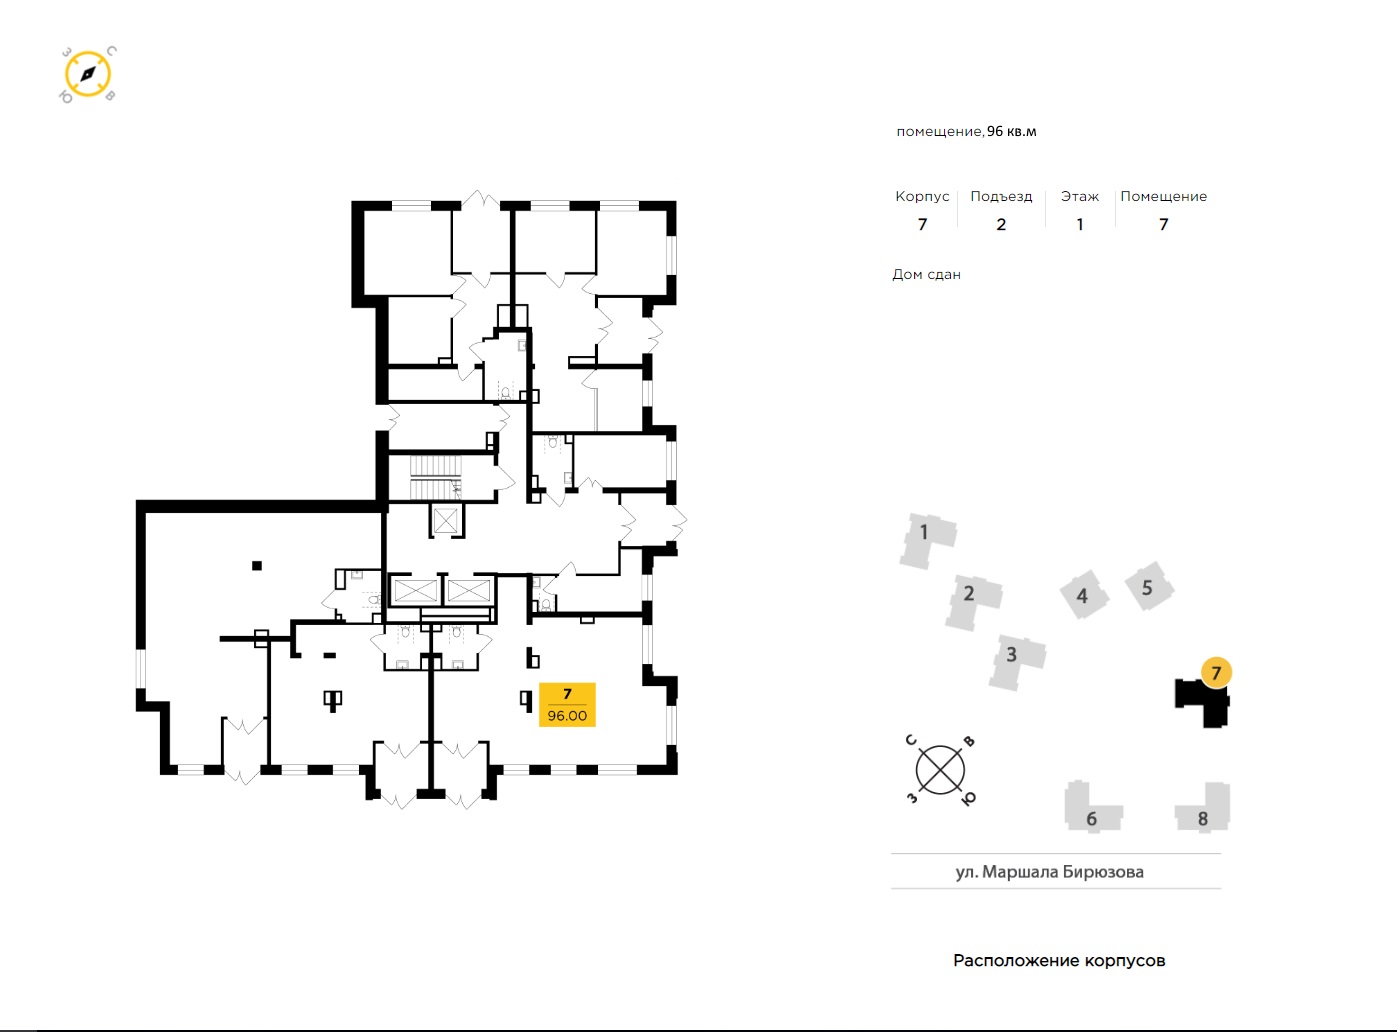 З С
Ю В
помещение, 96 кв.м
Корпус Подъезд Этаж Помещение
7 2 1 7
Дом сдан
1
2
3
4
5
7
7
96.00
С В
З Ю
6 8
ул. Маршала Бирюзова
Расположение корпусов